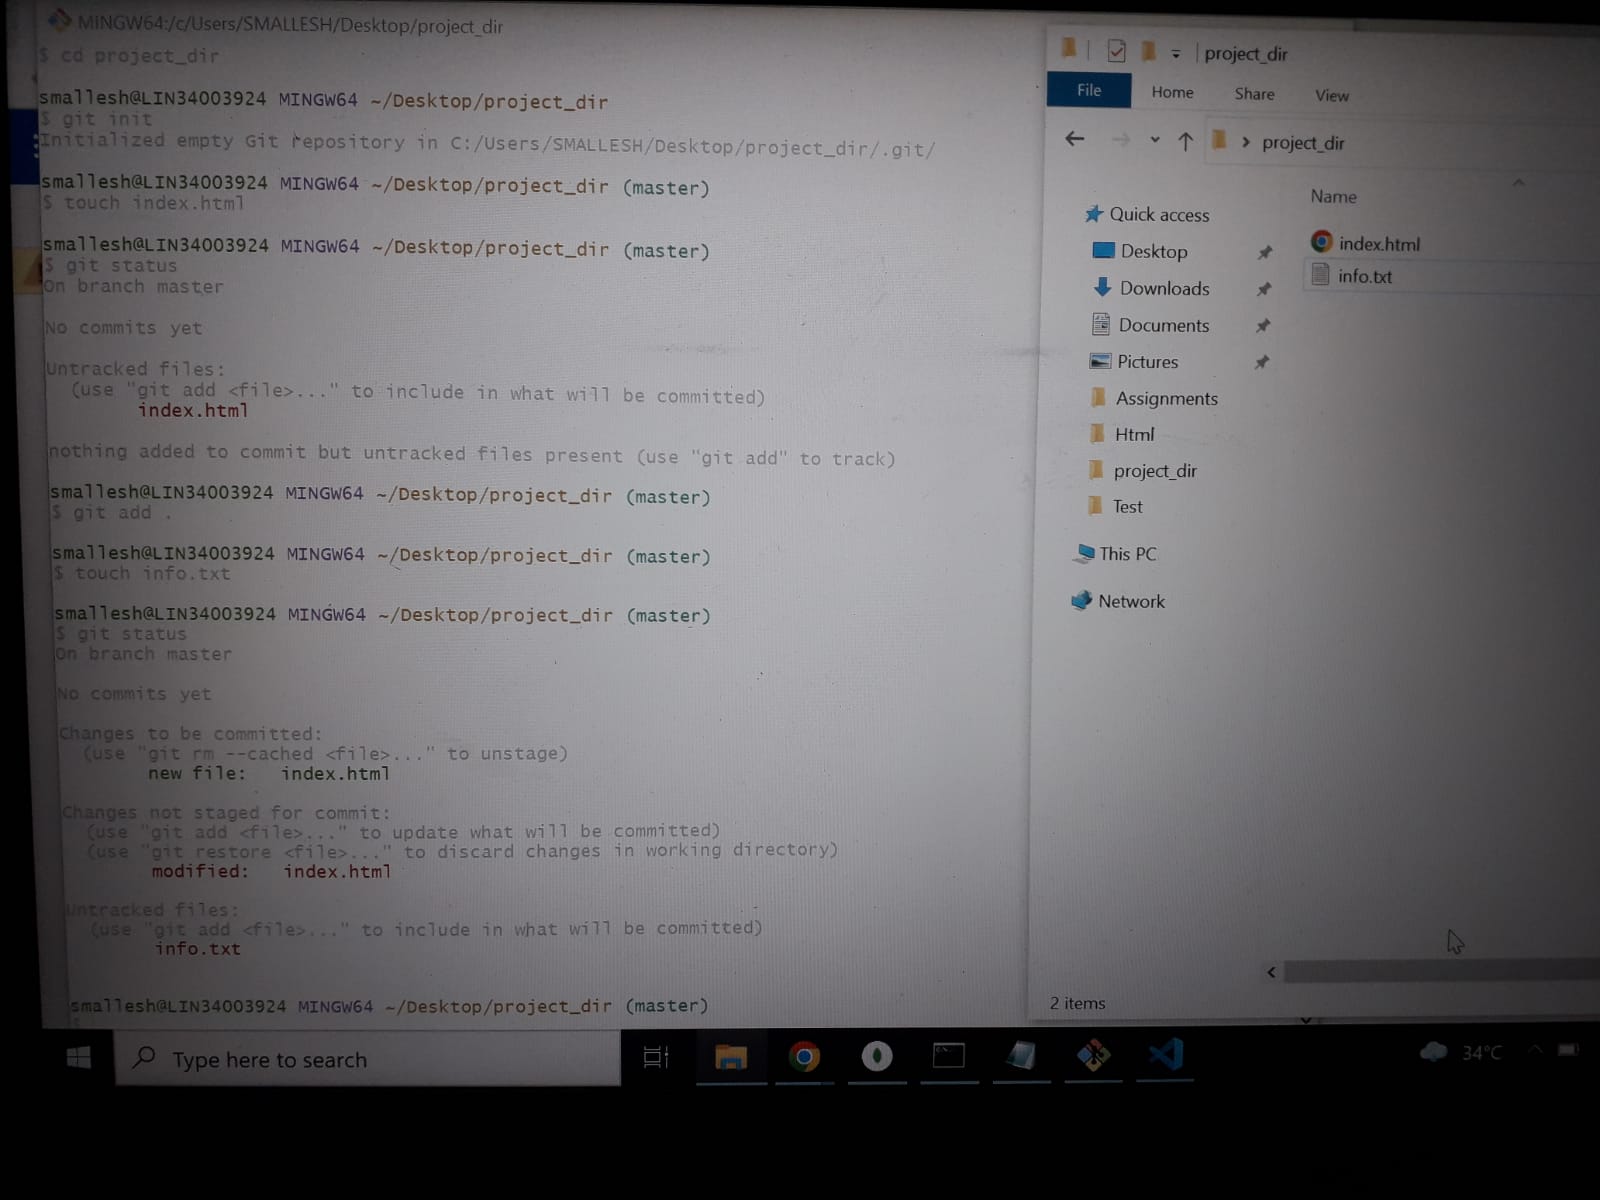 MINGW64:/c/Users/SMALLESH/Desktop/project_dir
$ cd project_dir
smallesh@LIN34003924 MINGW64 ~/Desktop/project_dir
$ git init
Initialized empty Git repository in C:/Users/SMALLESH/Desktop/project_dir/.git/
smallesh@LIN34003924 MINGW64 ~/Desktop/project_dir (master)
$ touch index.html
smallesh@LIN34003924 MINGW64 ~/Desktop/project_dir (master)
$ git status
On branch master
No commits yet
Untracked files:
(use "git add <file>..." to include in what will be committed)
index.html
nothing added to commit but untracked files present (use "git add" to track)
smallesh@LIN34003924 MINGW64 ~/Desktop/project_dir (master)
$ git add .
smallesh@LIN34003924 MINGW64 ~/Desktop/project_dir (master)
$ touch info.txt
smallesh@LIN34003924 MINGW64 ~/Desktop/project_dir (master)
$ git status
On branch master
No commits yet
Changes to be committed:
(use "git rm --cached <file>..." to unstage)
new file: index.html
Changes not staged for commit:
(use "git add <file>..." to update what will be committed)
(use "git restore <file>..." to discard changes in working directory)
modified: index.html
Untracked files:
(use "git add <file>..." to include in what will be committed)
info.txt
smallesh@LIN34003924 MINGW64 ~/Desktop/project_dir (master)
$
project_dir
File Home Share View
project_dir
Name
index.html
info.txt
Quick access
Desktop
Downloads
Documents
Pictures
Assignments
Html
project_dir
Test
This PC
Network
2 items
Type here to search
34°C